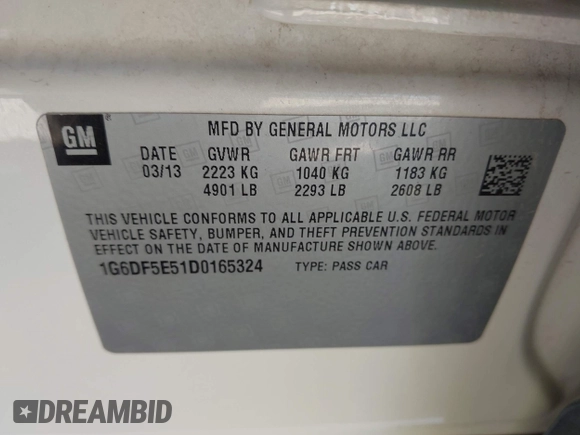 GM
MFD BY GENERAL MOTORS LLC
DATE GVWR GAWR FRT GAWR RR
03/13 2223 KG 1040 KG 1183 KG
4901 LB 2293 LB 2608 LB
THIS VEHICLE CONFORMS TO ALL APPLICABLE U.S. FEDERAL MOTOR
VEHICLE SAFETY, BUMPER, AND THEFT PREVENTION STANDARDS IN
EFFECT ON THE DATE OF MANUFACTURE SHOWN ABOVE.
1G6DF5E51D0165324 TYPE: PASS CAR
DREAMBID